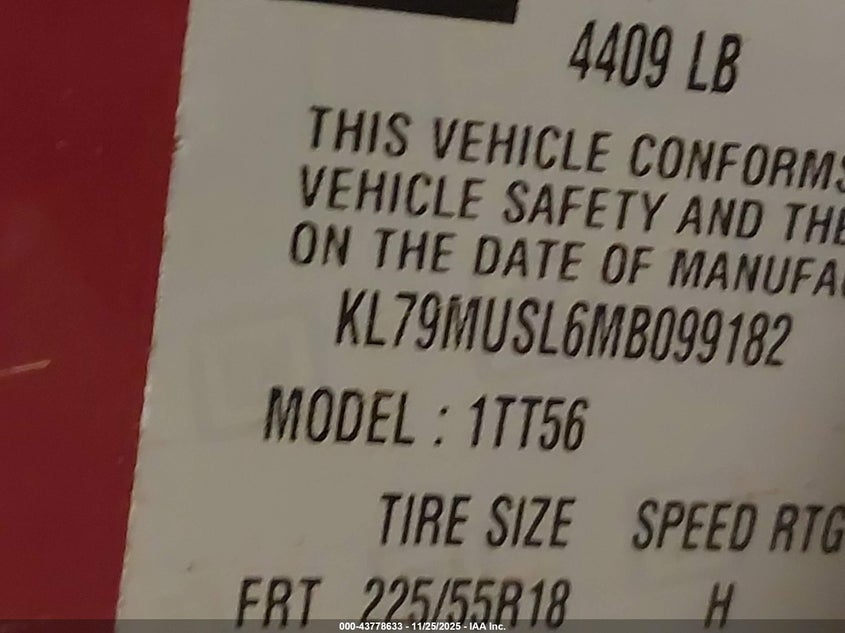 4409 LB
THIS VEHICLE CONFORMS
VEHICLE SAFETY AND THE
ON THE DATE OF MANUFA
KL79MUSL6MB099182
MODEL : 1TT56
TIRE SIZE SPEED RTG
FRT 225/55R18 H
000-43778633 - 11/25/2025 - IAA Inc.